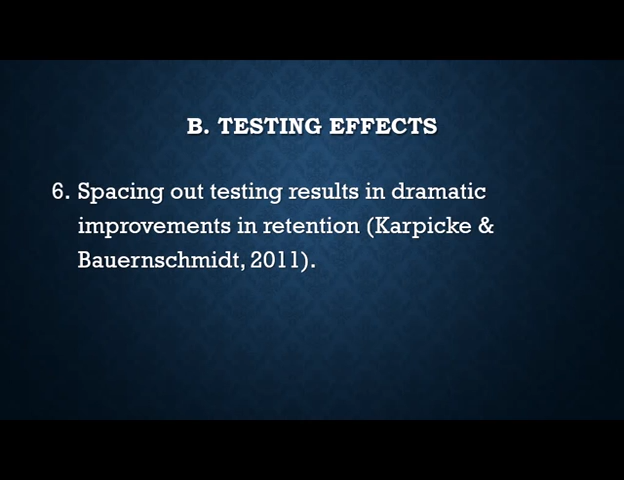 B. TESTING EFFECTS
6. Spacing out testing results in dramatic
improvements in retention (Karpicke &
Bauernschmidt, 2011).